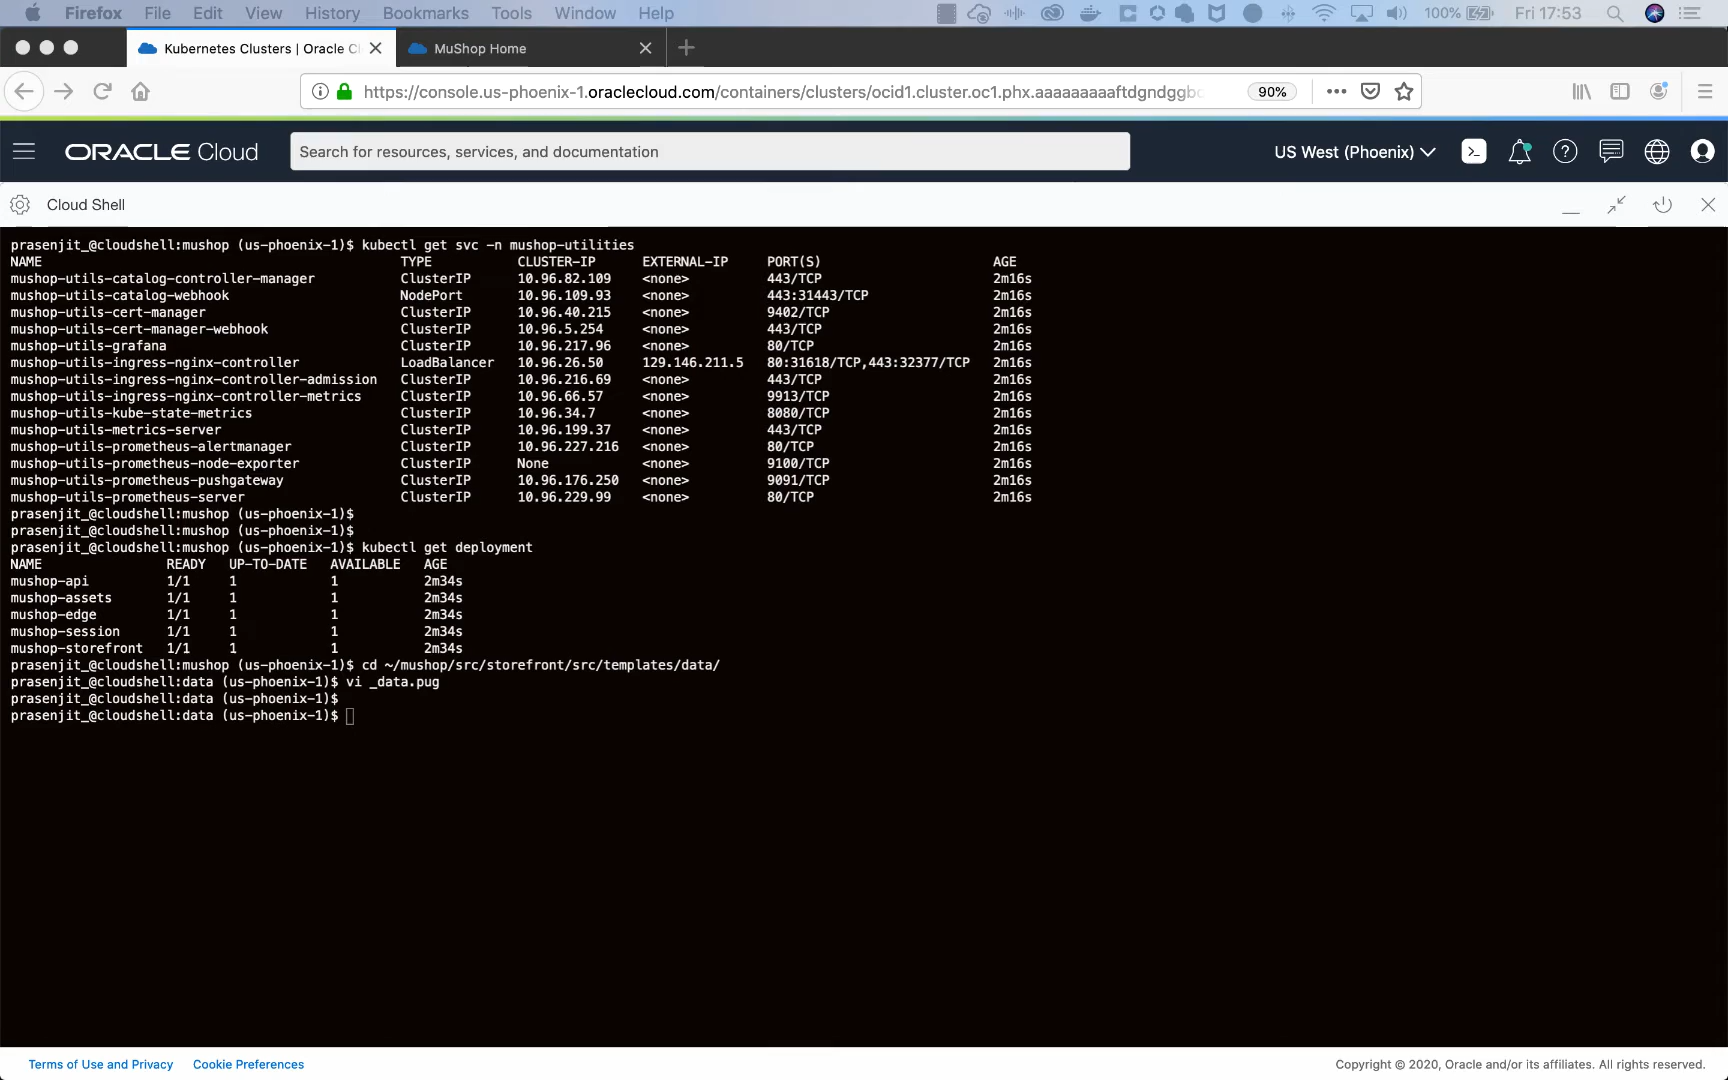 Firefox File Edit View History Bookmarks Tools Window Help 100% Fri 17:53
Kubernetes Clusters | Oracle Cl MuShop Home
https://console.us-phoenix-1.oraclecloud.com/containers/clusters/ocid1.cluster.oc1.phx.aaaaaaaaaftdgndggbc 90%
ORACLE Cloud Search for resources, services, and documentation US West (Phoenix)
Cloud Shell
prasenjit_@cloudshell:mushop (us-phoenix-1)$ kubectl get svc -n mushop-utilities
NAME TYPE CLUSTER-IP EXTERNAL-IP PORT(S) AGE
mushop-utils-catalog-controller-manager ClusterIP 10.96.82.109 <none> 443/TCP 2m16s
mushop-utils-catalog-webhook NodePort 10.96.109.93 <none> 443:31443/TCP 2m16s
mushop-utils-cert-manager ClusterIP 10.96.40.215 <none> 9402/TCP 2m16s
mushop-utils-cert-manager-webhook ClusterIP 10.96.5.254 <none> 443/TCP 2m16s
mushop-utils-grafana ClusterIP 10.96.217.96 <none> 80/TCP 2m16s
mushop-utils-ingress-nginx-controller LoadBalancer 10.96.26.50 129.146.211.5 80:31618/TCP,443:32377/TCP 2m16s
mushop-utils-ingress-nginx-controller-admission ClusterIP 10.96.216.69 <none> 443/TCP 2m16s
mushop-utils-ingress-nginx-controller-metrics ClusterIP 10.96.66.57 <none> 9913/TCP 2m16s
mushop-utils-kube-state-metrics ClusterIP 10.96.34.7 <none> 8080/TCP 2m16s
mushop-utils-metrics-server ClusterIP 10.96.199.37 <none> 443/TCP 2m16s
mushop-utils-prometheus-alertmanager ClusterIP 10.96.227.216 <none> 80/TCP 2m16s
mushop-utils-prometheus-node-exporter ClusterIP None <none> 9100/TCP 2m16s
mushop-utils-prometheus-pushgateway ClusterIP 10.96.176.250 <none> 9091/TCP 2m16s
mushop-utils-prometheus-server ClusterIP 10.96.229.99 <none> 80/TCP 2m16s
prasenjit_@cloudshell:mushop (us-phoenix-1)$
prasenjit_@cloudshell:mushop (us-phoenix-1)$
prasenjit_@cloudshell:mushop (us-phoenix-1)$ kubectl get deployment
NAME READY UP-TO-DATE AVAILABLE AGE
mushop-api 1/1 1 1 2m34s
mushop-assets 1/1 1 1 2m34s
mushop-edge 1/1 1 1 2m34s
mushop-session 1/1 1 1 2m34s
mushop-storefront 1/1 1 1 2m34s
prasenjit_@cloudshell:mushop (us-phoenix-1)$ cd ~/mushop/src/storefront/src/templates/data/
prasenjit_@cloudshell:data (us-phoenix-1)$ vi _data.pug
prasenjit_@cloudshell:data (us-phoenix-1)$
prasenjit_@cloudshell:data (us-phoenix-1)$
Terms of Use and Privacy Cookie Preferences Copyright © 2020, Oracle and/or its affiliates. All rights reserved.